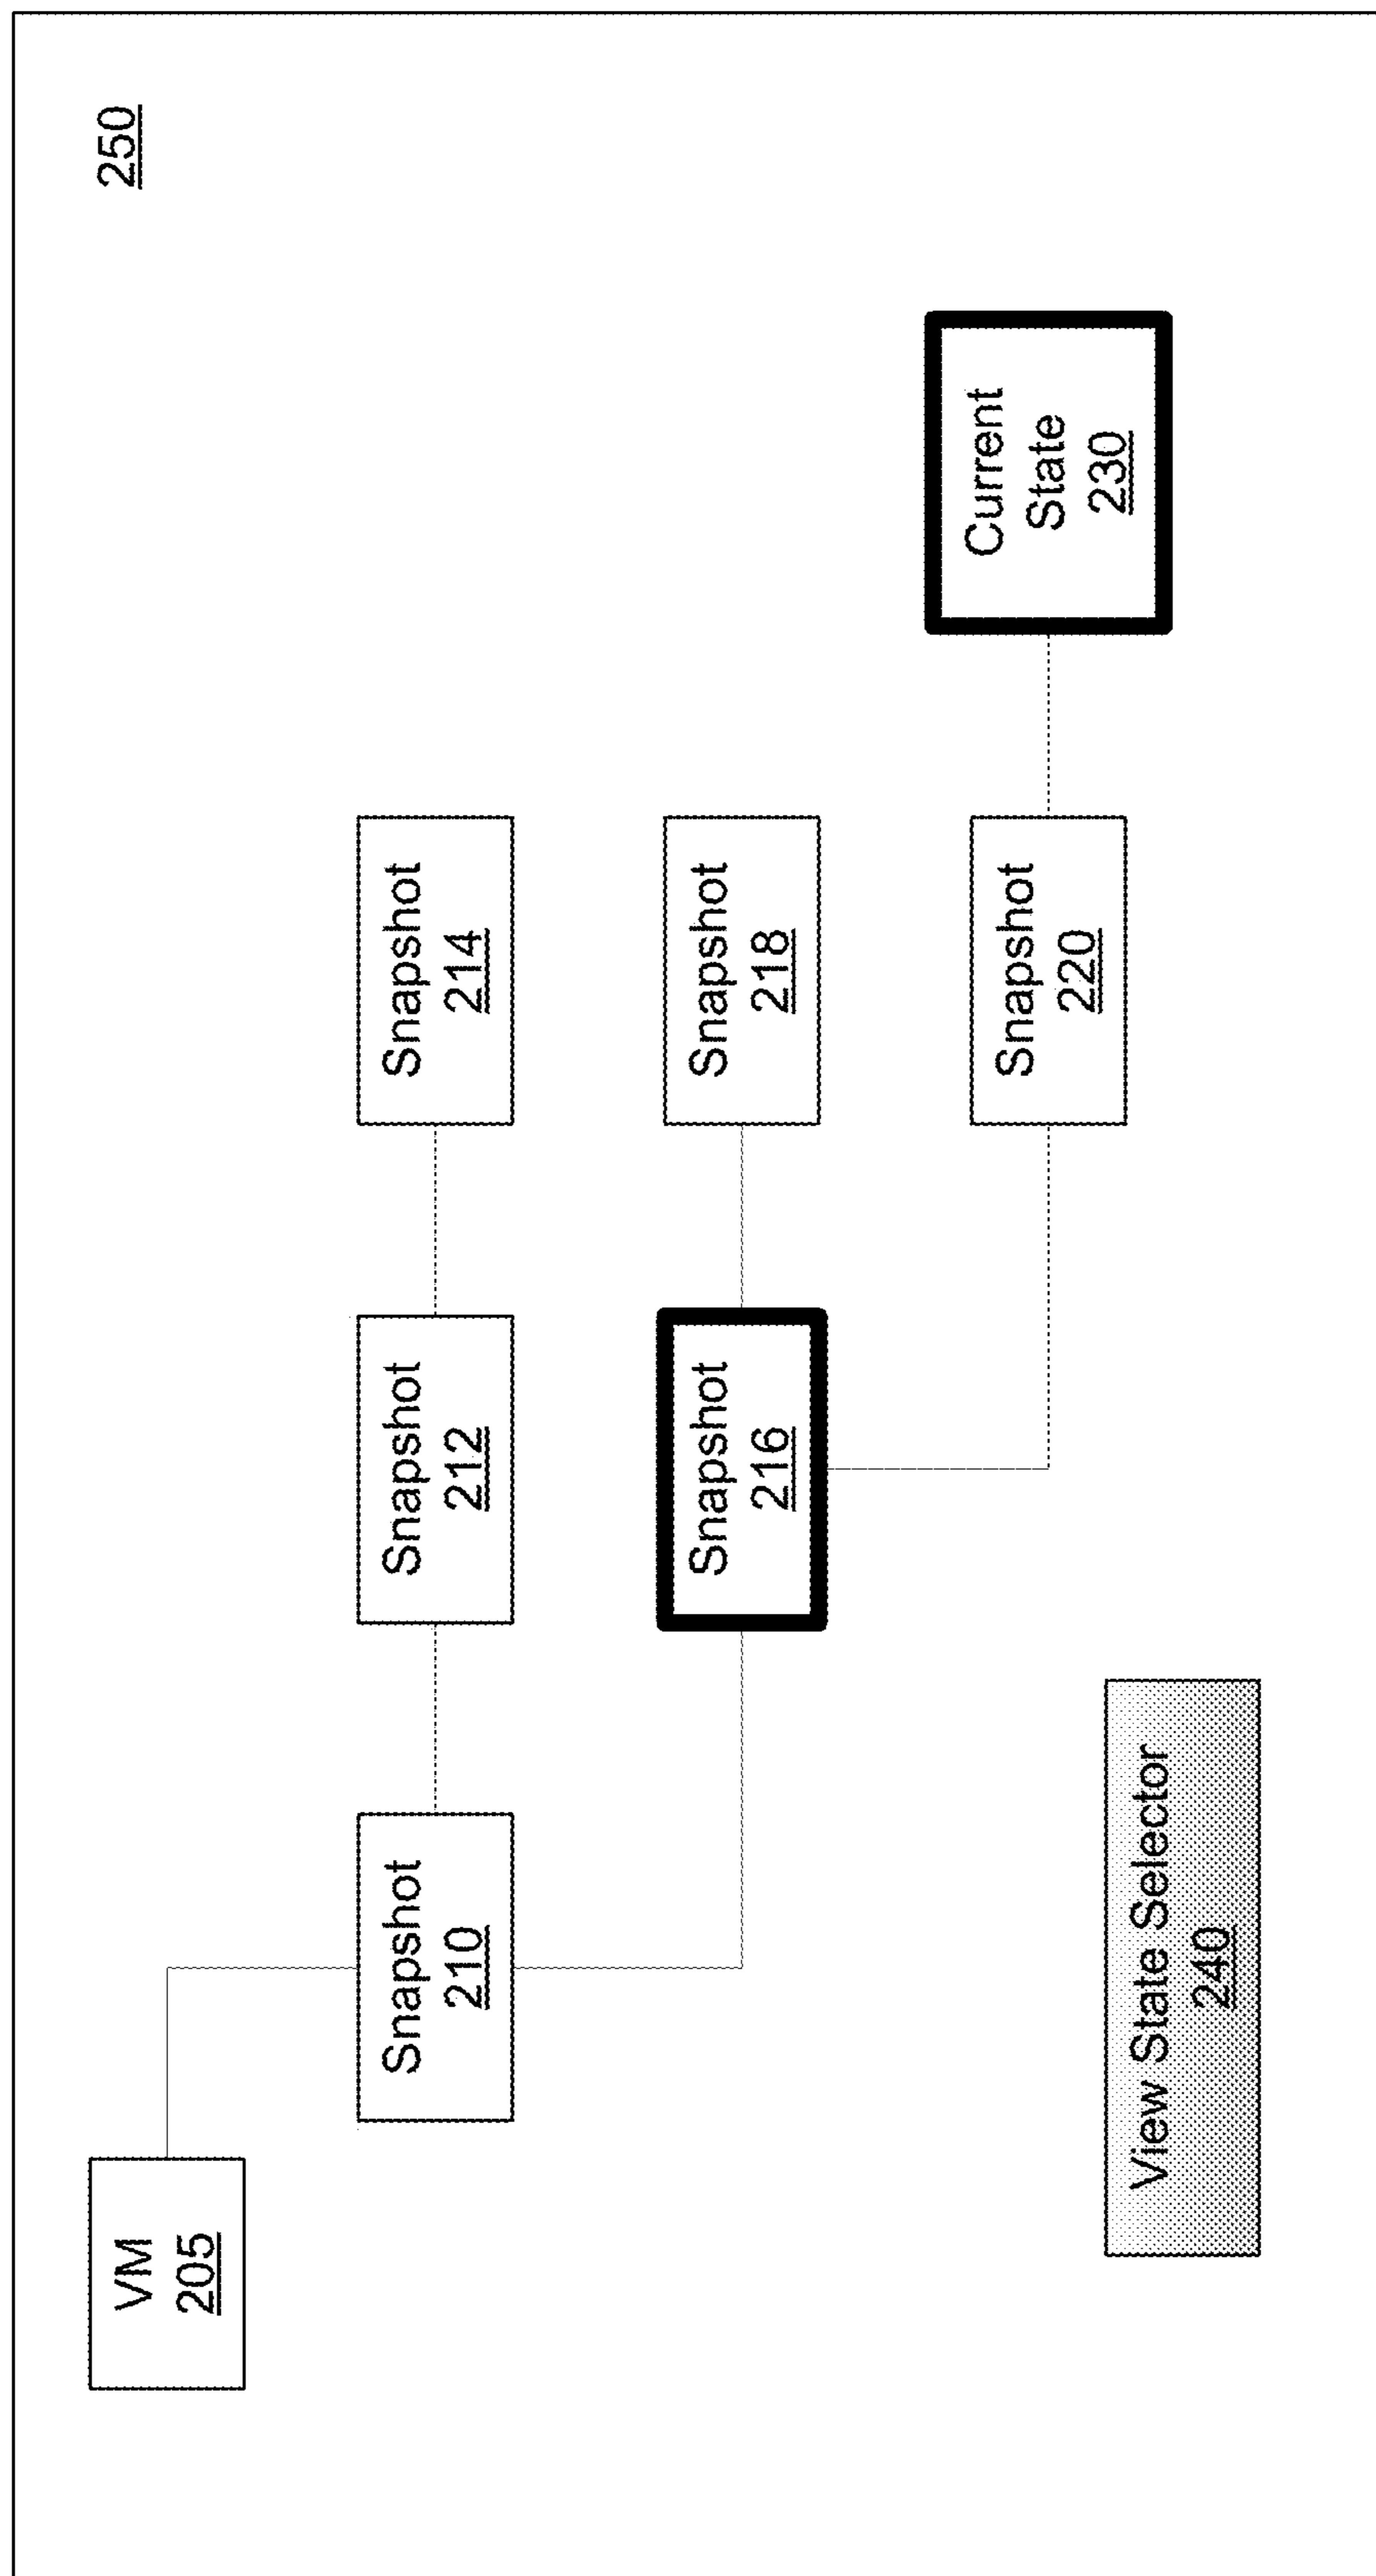 250
VM
205
Snapshot
210
Snapshot
212
Snapshot
214
Snapshot
216
Snapshot
218
Snapshot
220
Current
State
230
View State Selector
240